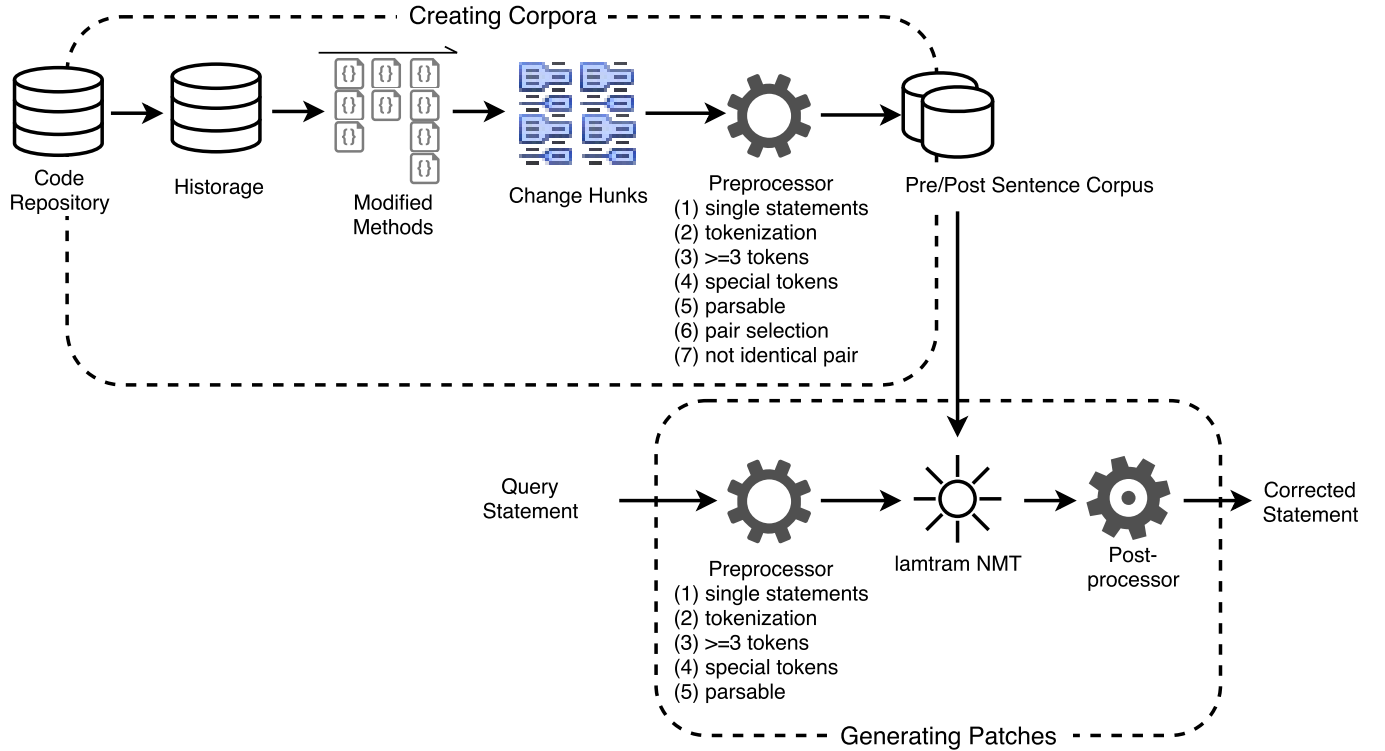 Creating Corpora
Code
Repository
Historage
{} {} {}
{} {} {}
{} {}
{}
Modified
Methods
Change Hunks
Preprocessor
(1) single statements
(2) tokenization
(3) >=3 tokens
(4) special tokens
(5) parsable
(6) pair selection
(7) not identical pair
Pre/Post Sentence Corpus
Query
Statement
Preprocessor
(1) single statements
(2) tokenization
(3) >=3 tokens
(4) special tokens
(5) parsable
lamtram NMT
Post-
processor
Corrected
Statement
Generating Patches